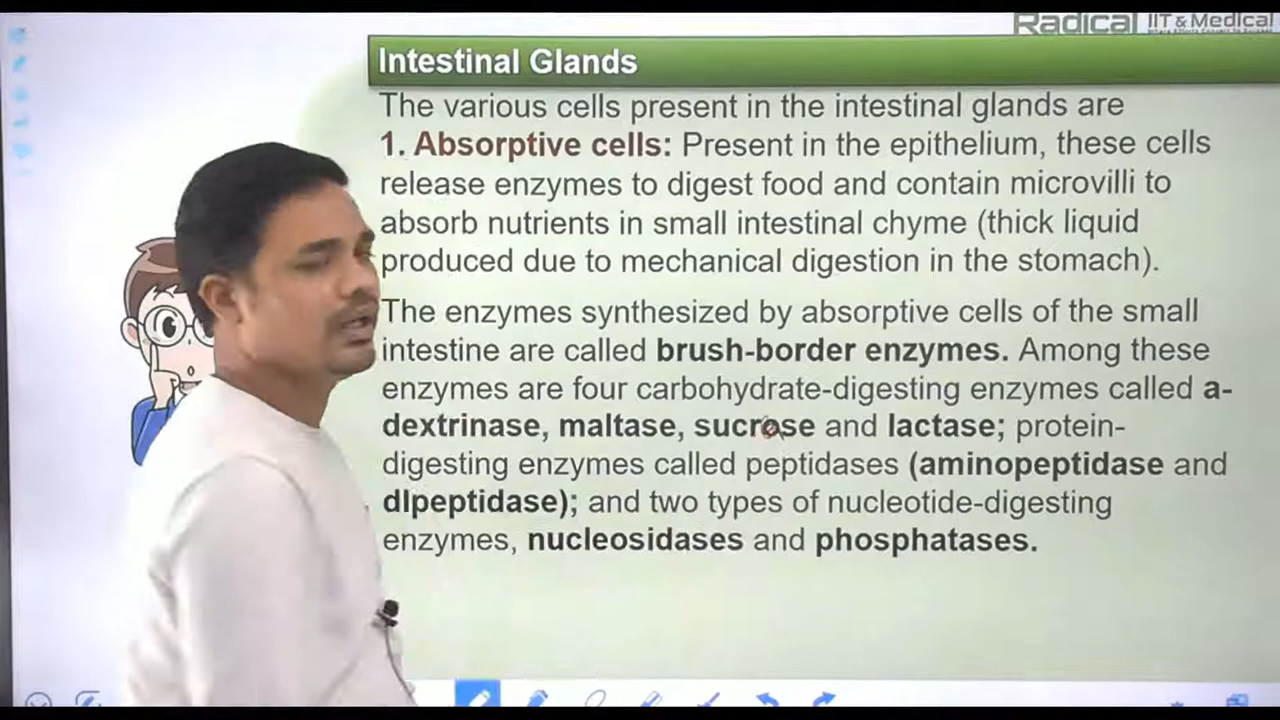 Radical IIT & Medical
Intestinal Glands
The various cells present in the intestinal glands are
1. Absorptive cells: Present in the epithelium, these cells
release enzymes to digest food and contain microvilli to
absorb nutrients in small intestinal chyme (thick liquid
produced due to mechanical digestion in the stomach).
The enzymes synthesized by absorptive cells of the small
intestine are called brush-border enzymes. Among these
enzymes are four carbohydrate-digesting enzymes called a-
dextrinase, maltase, sucrose and lactase; protein-
digesting enzymes called peptidases (aminopeptidase and
dIpeptidase); and two types of nucleotide-digesting
enzymes, nucleosidases and phosphatases.